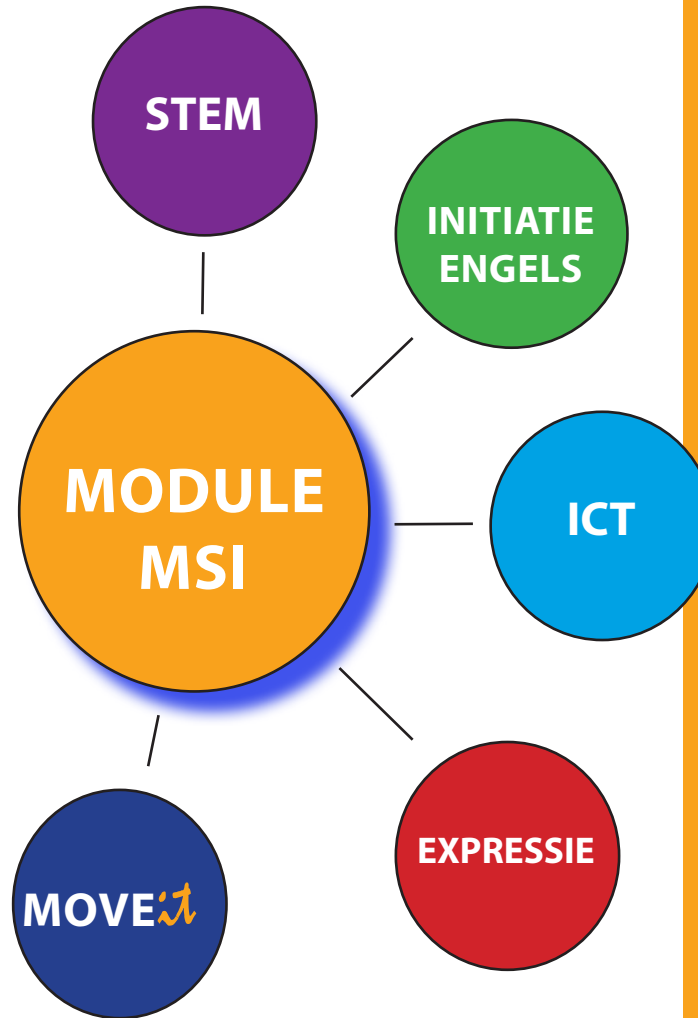 STEM
INITIATIE
ENGELS
MODULE
MSI
ICT
EXPRESSIE
MOVEit